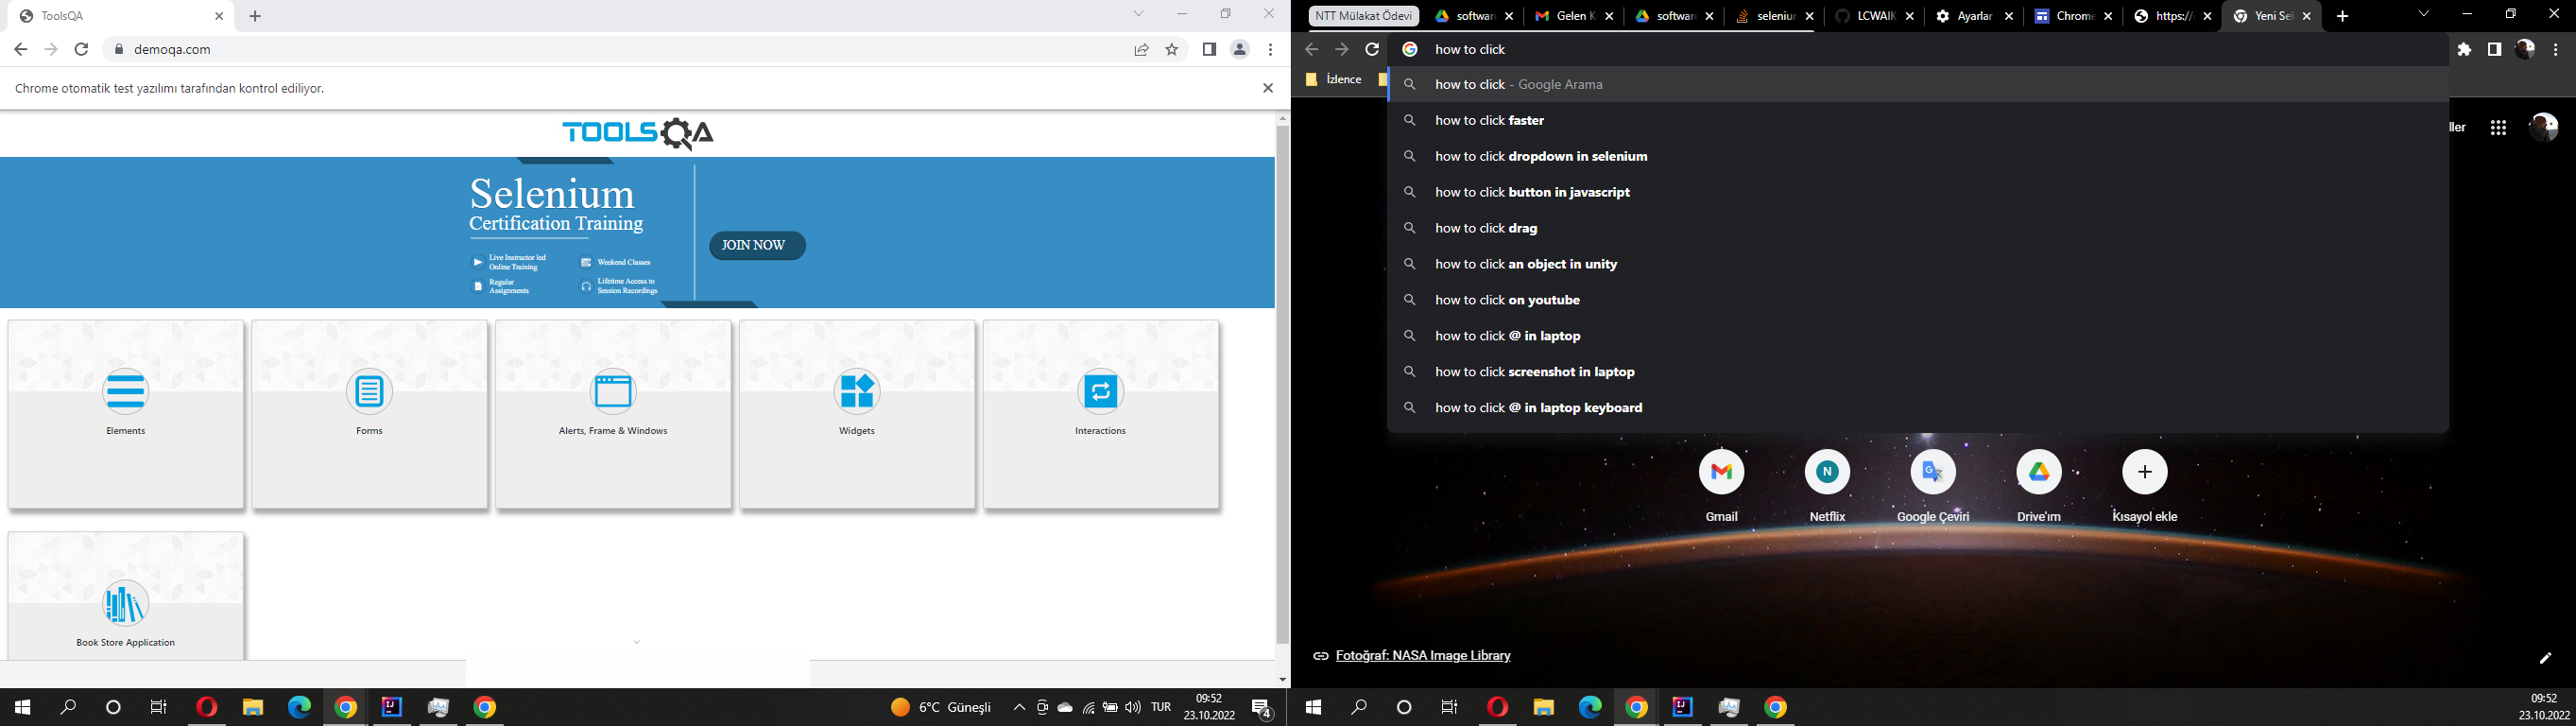 ToolsQA
demoqa.com
Chrome otomatik test yazılımı tarafından kontrol ediliyor.
TOOLSQA
Selenium
Certification Training
Live Instructor led
Online Training
Weekend Classes
Regular
Assignments
Lifetime Access to
Session Recordings
JOIN NOW
Elements
Forms
Alerts, Frame & Windows
Widgets
Interactions
Book Store Application
6°C Güneşli
TUR
09:52
23.10.2022
4
NTT Mülakat Ödevi
software
Gelen K
software
selenium
LCWAIK
Ayarlar
Chrome
https://
Yeni Se
how to click
İzlence
how to click - Google Arama
how to click faster
how to click dropdown in selenium
how to click button in javascript
how to click drag
how to click an object in unity
how to click on youtube
how to click @ in laptop
how to click screenshot in laptop
how to click @ in laptop keyboard
ller
Gmail
N
Netflix
Google Çeviri
Drive'ım
Kısayol ekle
Fotoğraf: NASA Image Library
09:52
23.10.2022